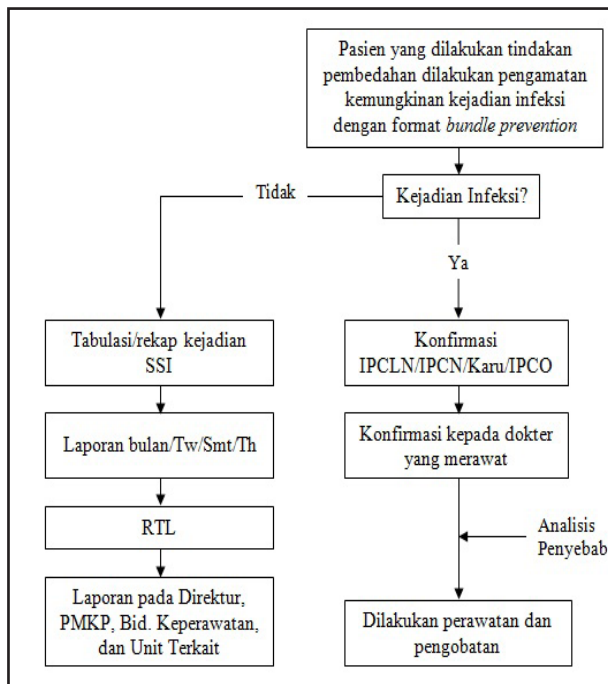 Pasien yang dilakukan tindakan
pembedahan dilakukan pengamatan
kemungkinan kejadian infeksi
dengan format bundle prevention
Tidak
Kejadian Infeksi?
Ya
Tabulasi/rekap kejadian
SSI
Konfirmasi
IPCLN/IPCN/Karu/IPCO
Laporan bulan/Tw/Smt/Th
Konfirmasi kepada dokter
yang merawat
RTL
Analisis
Penyebab
Laporan pada Direktur,
PMKP, Bid. Keperawatan,
dan Unit Terkait
Dilakukan perawatan dan
pengobatan